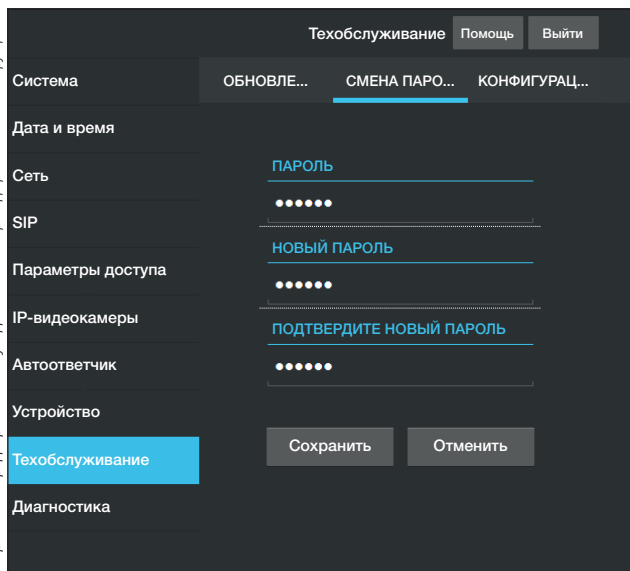 Техобслуживание Помощь Выйти
Система
ОБНОВЛЕ... СМЕНА ПАРО... КОНФИГУРАЦ...
Дата и время
Сеть
SIP
Параметры доступа
IP-видеокамеры
Автоответчик
Устройство
Техобслуживание
Диагностика
ПАРОЛЬ
НОВЫЙ ПАРОЛЬ
ПОДТВЕРДИТЕ НОВЫЙ ПАРОЛЬ
Сохранить Отменить